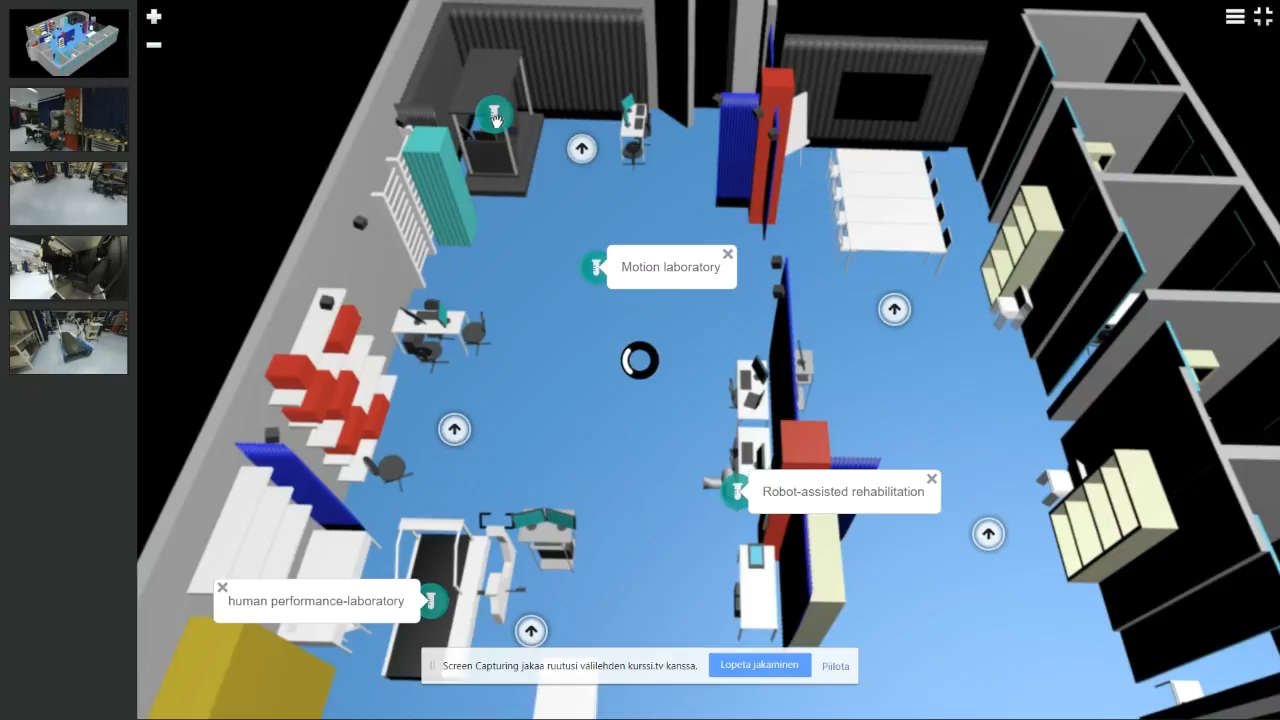 Motion laboratory
Robot-assisted rehabilitation
human performance-laboratory
Screen Capturing jakaa ruutusi välilehden kurssi.tv kanssa.
Lopeta jakaminen
Piilota